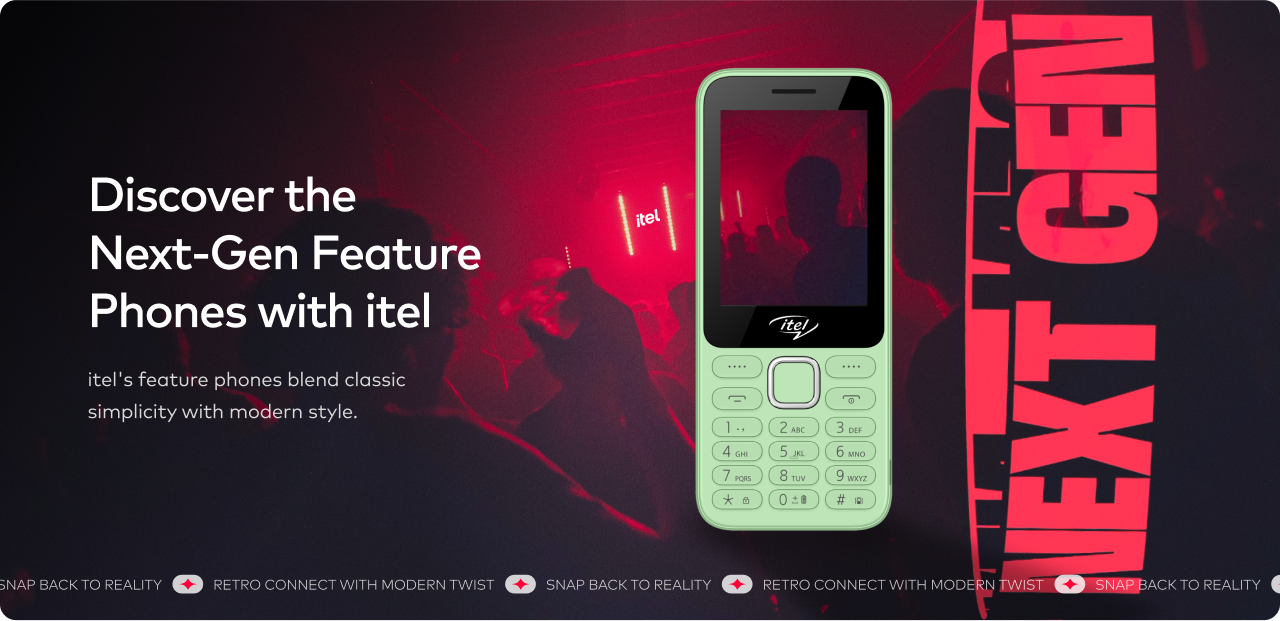 Discover the
Next-Gen Feature
Phones with itel
itel's feature phones blend classic
simplicity with modern style.
itel
itel
1 .,
2 ABC
3 DEF
4 GHI
5 JKL
6 MNO
7 PQRS
8 TUV
9 WXYZ
*
0 +
#
NEXT GEN
SNAP BACK TO REALITY
RETRO CONNECT WITH MODERN TWIST
SNAP BACK TO REALITY
RETRO CONNECT WITH MODERN TWIST
SNAP BACK TO REALITY